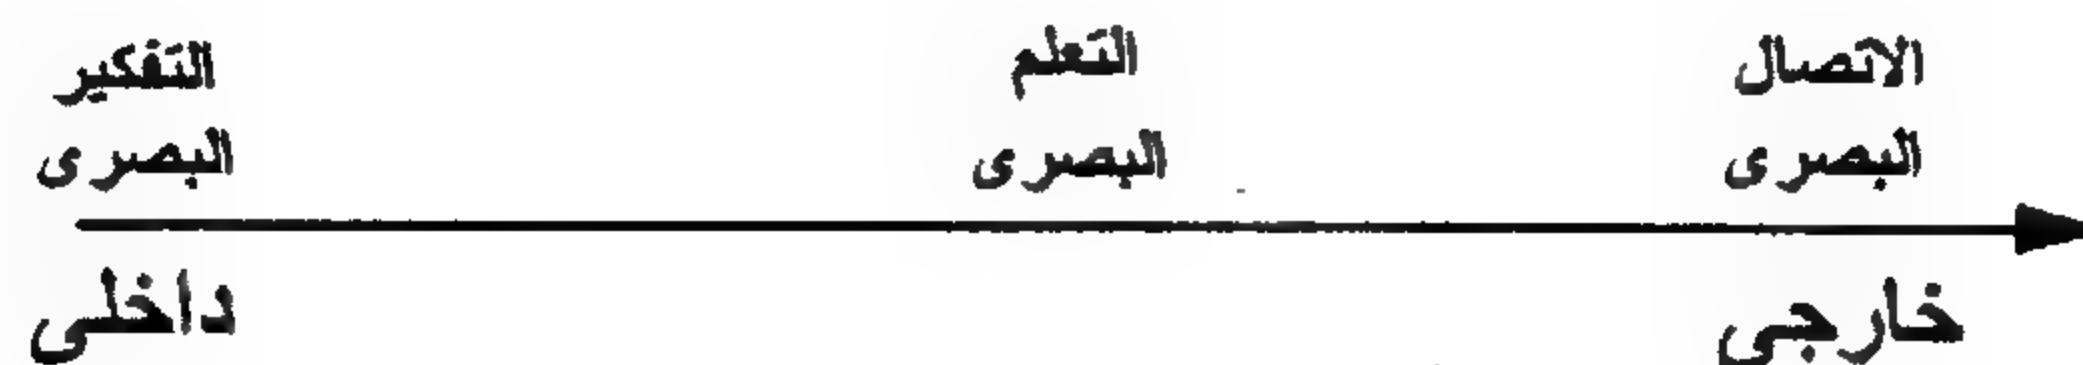 الاتصال
البصرى
التعلم
البصرى
التفكير
البصرى
خارجى
داخلى